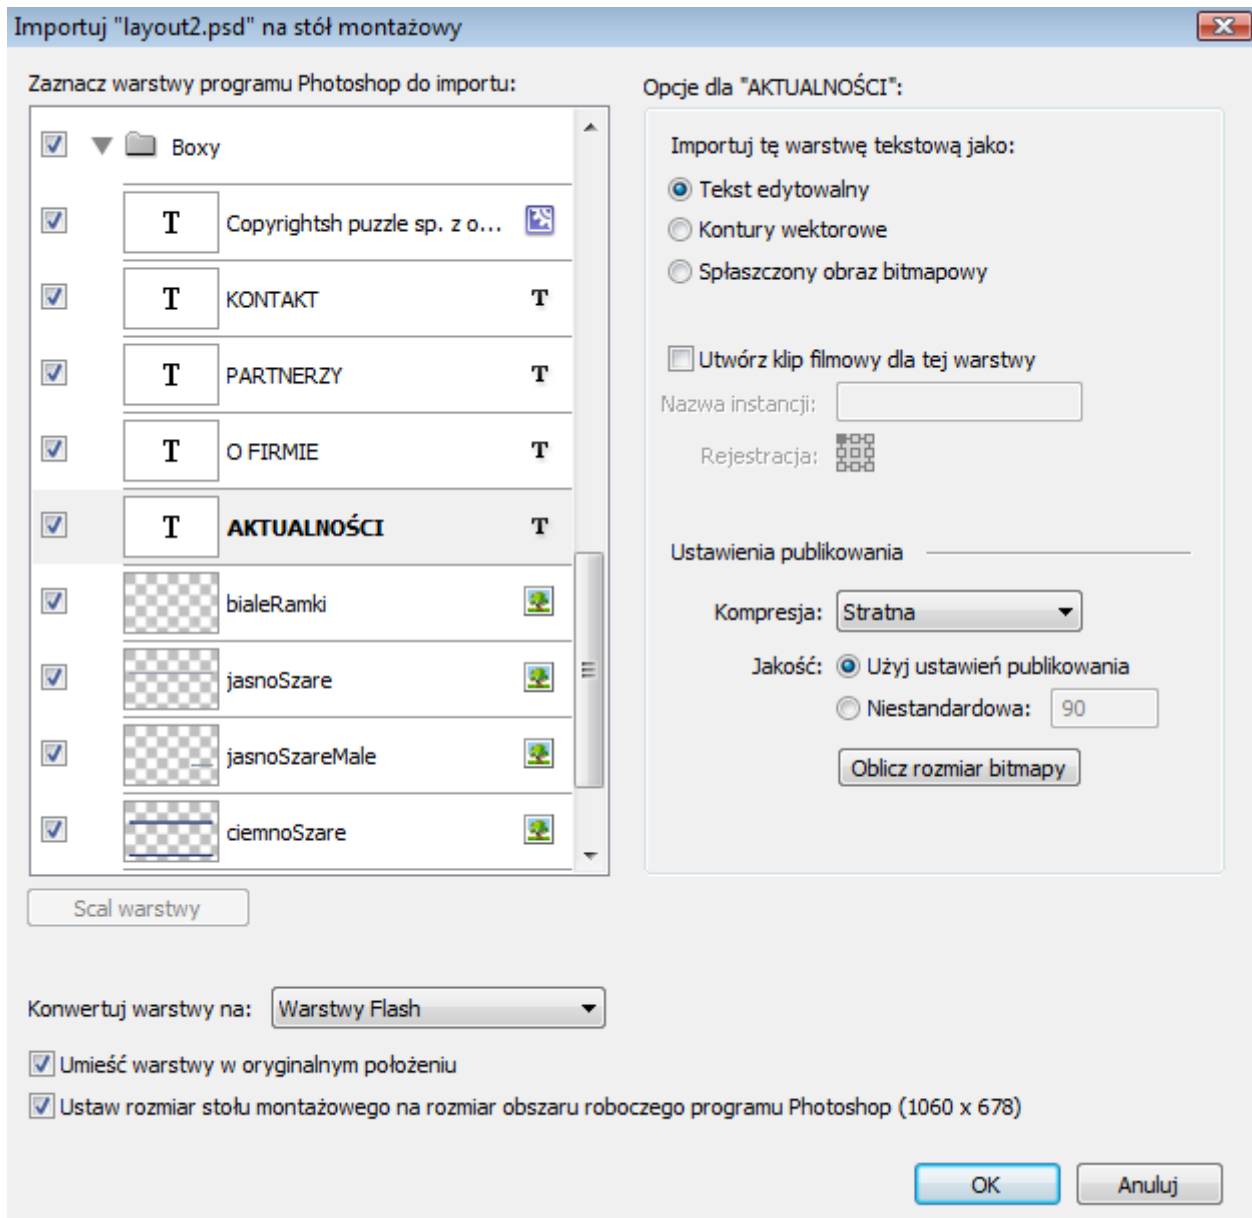 Importuj "layout2.psd" na stół montażowy
Zaznacz warstwy programu Photoshop do importu:
Boxy
T Copyrightsh puzzle sp. z o...
T KONTAKT T
T PARTNERZY T
T O FIRMIE T
T AKTUALNOŚCI T
bialeRamki
jasnoSzare
jasnoSzareMale
ciemnoSzare
Scal warstwy
Opcje dla "AKTUALNOŚCI":
Importuj tę warstwę tekstową jako:
Tekst edytowalny
Kontury wektorowe
Spłaszczony obraz bitmapowy
Utwórz klip filmowy dla tej warstwy
Nazwa instancji:
Rejestracja:
Ustawienia publikowania
Kompresja: Stratna
Jakość: Użyj ustawień publikowania
Niestandardowa: 90
Oblicz rozmiar bitmapy
Konwertuj warstwy na: Warstwy Flash
Umieść warstwy w oryginalnym położeniu
Ustaw rozmiar stołu montażowego na rozmiar obszaru roboczego programu Photoshop (1060 x 678)
OK Anuluj